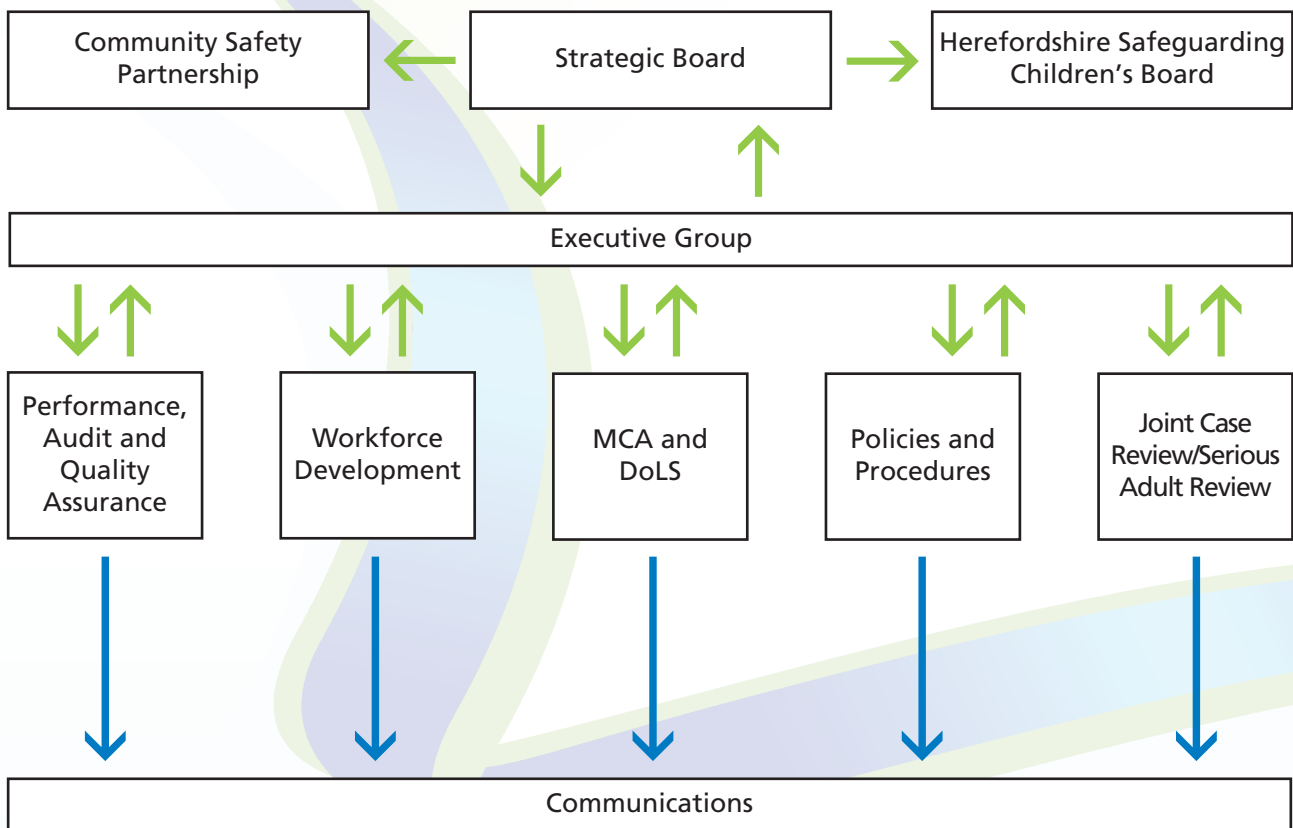 Community Safety
Partnership
Strategic Board
Herefordshire Safeguarding
Children's Board
Executive Group
Performance,
Audit and
Quality
Assurance
Workforce
Development
MCA and
DoLS
Policies and
Procedures
Joint Case
Review/Serious
Adult Review
Communications